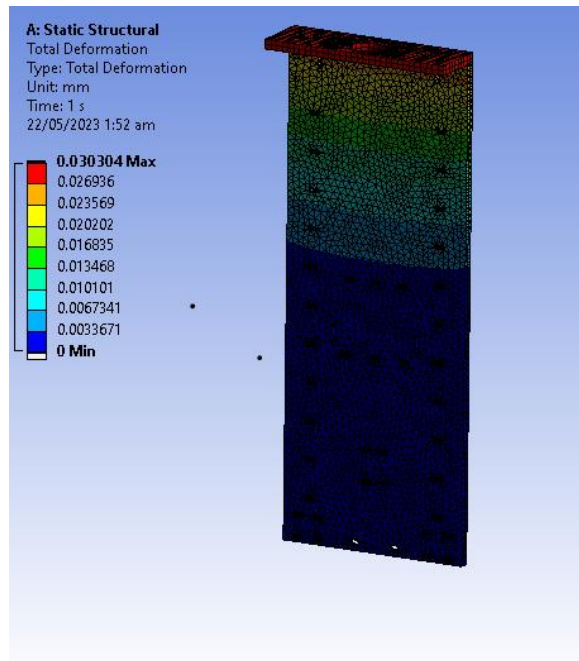 A: Static Structural
Total Deformation
Type: Total Deformation
Unit: mm
Time: 1 s
22/05/2023 1:52 am
0.030304 Max
0.026936
0.023569
0.020202
0.016835
0.013468
0.010101
0.0067341
0.0033671
0 Min